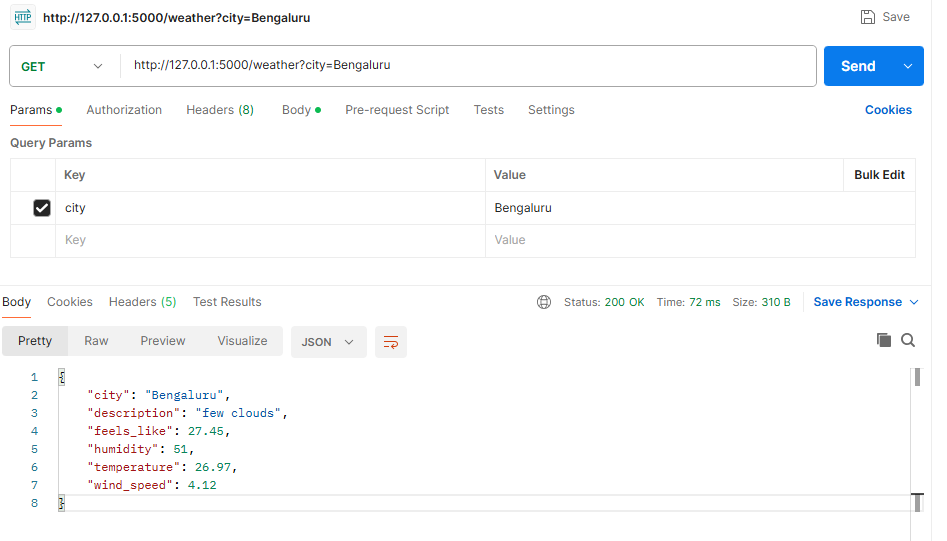 HTTP http://127.0.0.1:5000/weather?city=Bengaluru Save
GET http://127.0.0.1:5000/weather?city=Bengaluru Send
Params Authorization Headers (8) Body Pre-request Script Tests Settings Cookies
Query Params
Key Value Bulk Edit
city Bengaluru
Key Value
Body Cookies Headers (5) Test Results Status: 200 OK Time: 72 ms Size: 310 B Save Response
Pretty Raw Preview Visualize JSON
1 {
2 "city": "Bengaluru",
3 "description": "few clouds",
4 "feels_like": 27.45,
5 "humidity": 51,
6 "temperature": 26.97,
7 "wind_speed": 4.12
8 }